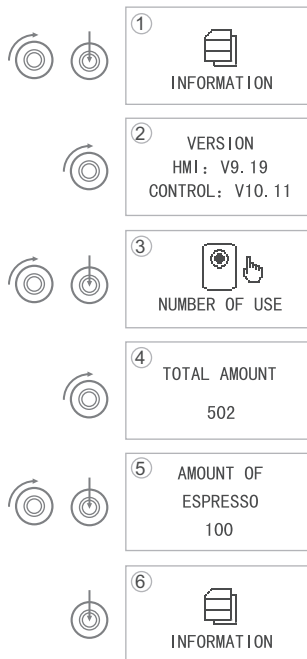 ①
INFORMATION
②
VERSION
HMI: V9.19
CONTROL: V10.11
③
NUMBER OF USE
④
TOTAL AMOUNT
502
⑤
AMOUNT OF
ESPRESSO
100
⑥
INFORMATION